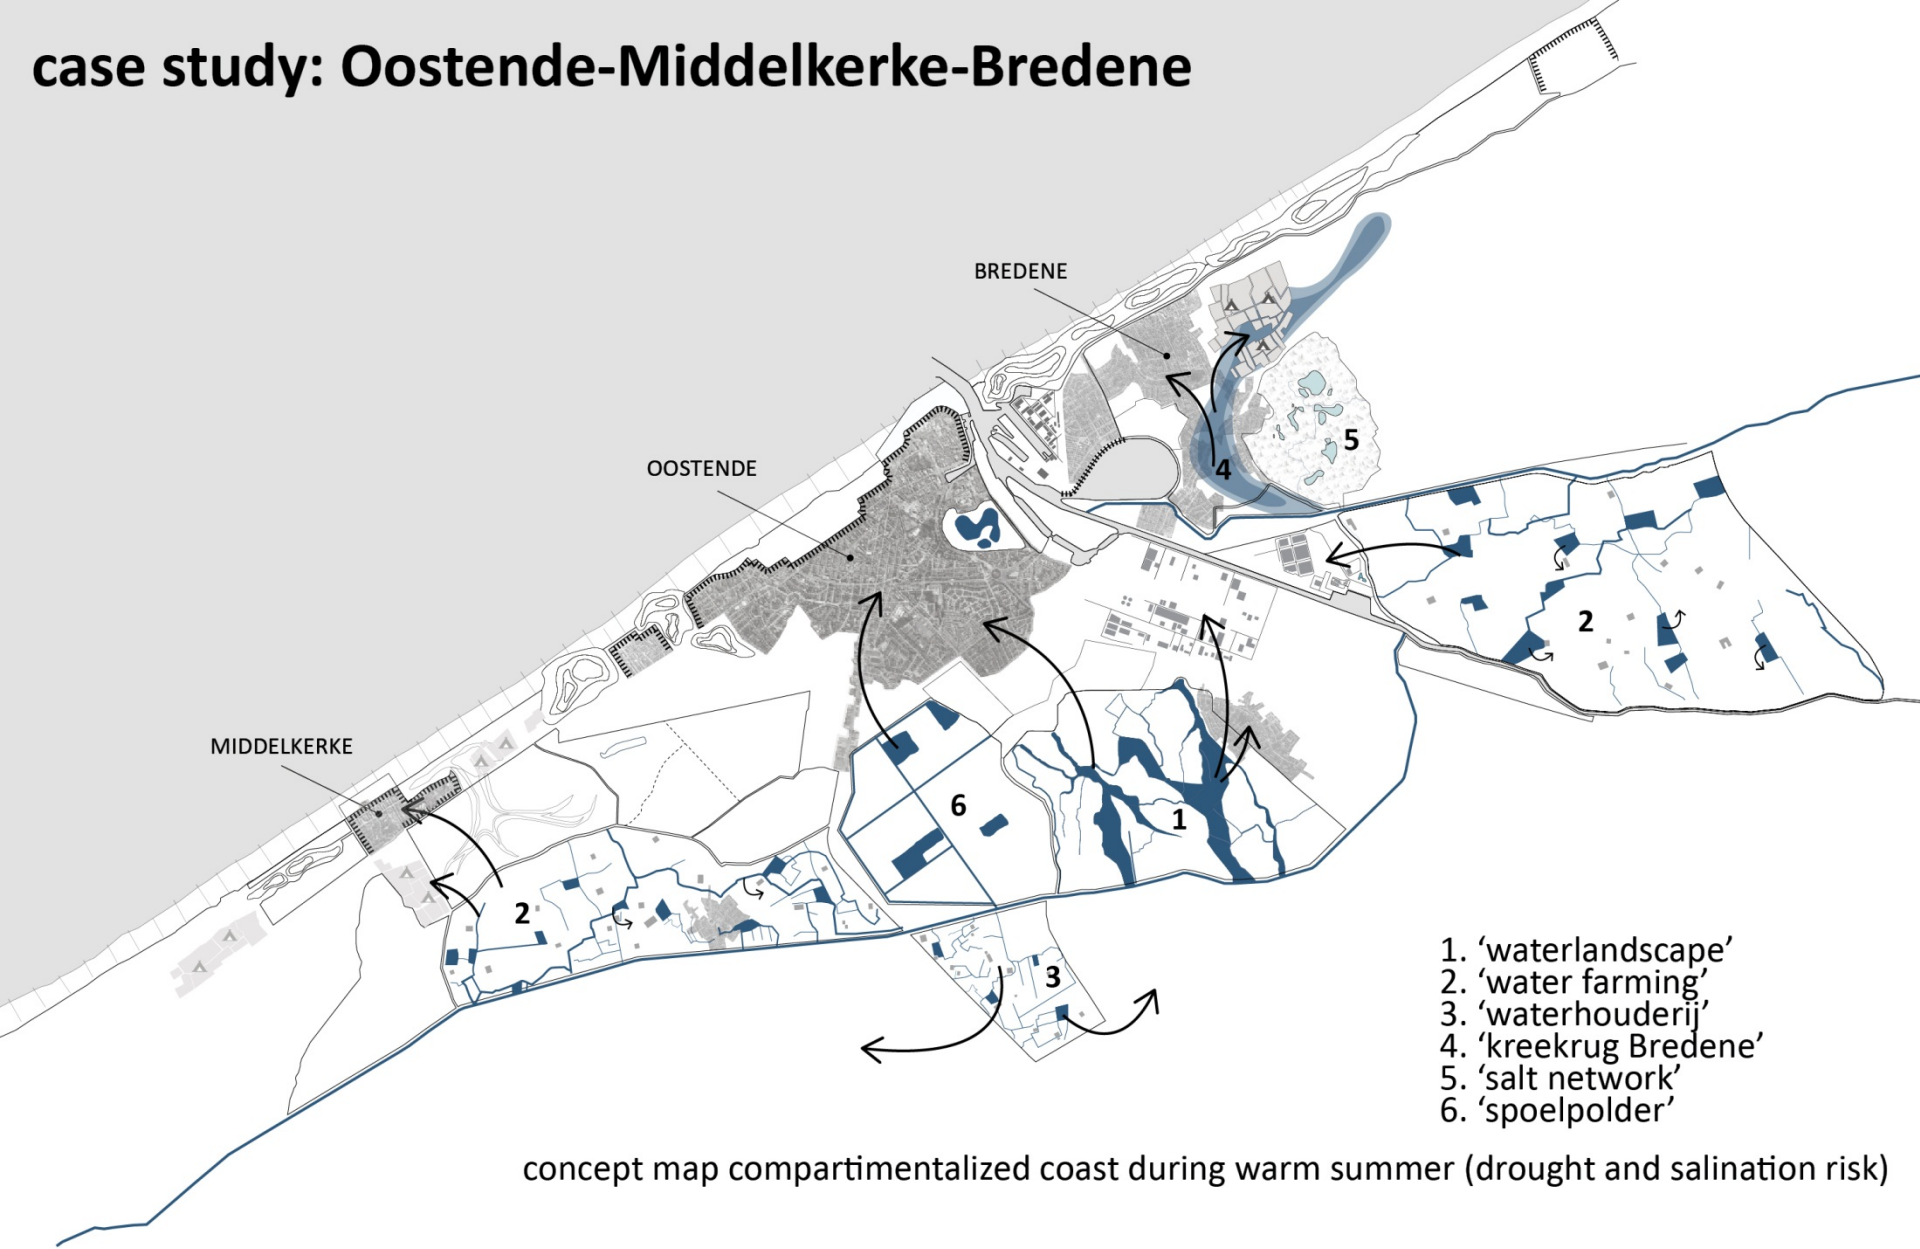 case study: Oostende-Middelkerke-Bredene
BREDENE
OOSTENDE
MIDDELKERKE
4
5
2
6
1
2
3
1. ‘waterlandscape’
2. ‘water farming’
3. ‘waterhouderij’
4. ‘kreekrug Bredene’
5. ‘salt network’
6. ‘spoelpolder’
concept map compartimentalized coast during warm summer (drought and salination risk)